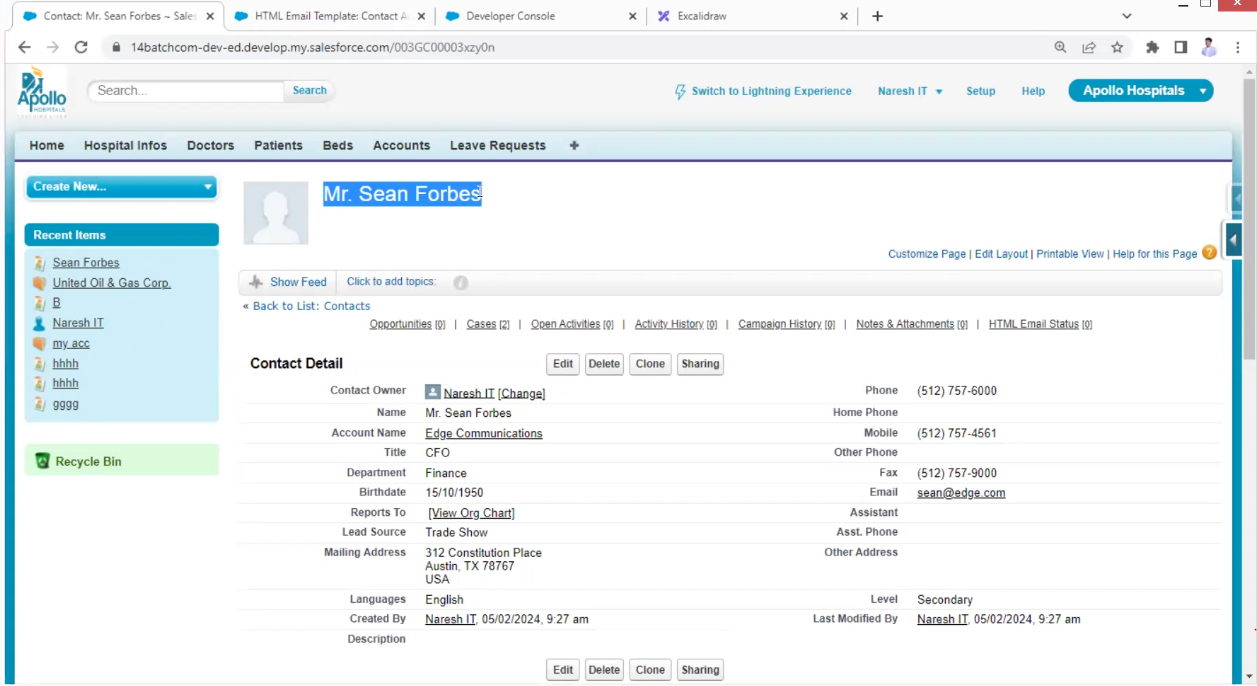 Contact: Mr. Sean Forbes ~ Sales
HTML Email Template: Contact A
Developer Console
Excalidraw
14batchcom-dev-ed.develop.my.salesforce.com/003GC00003xzy0n
Apollo
HOSPITALS
Search...
Search
Switch to Lightning Experience
Naresh IT
Setup
Help
Apollo Hospitals
Home
Hospital Infos
Doctors
Patients
Beds
Accounts
Leave Requests
Create New...
Mr. Sean Forbes
Recent Items
Sean Forbes
United Oil & Gas Corp.
B
Naresh IT
my acc
hhhh
hhhh
gggg
Recycle Bin
Customize Page | Edit Layout | Printable View | Help for this Page
Show Feed
Click to add topics:
« Back to List: Contacts
Opportunities [0] | Cases [2] | Open Activities [0] | Activity History [0] | Campaign History [0] | Notes & Attachments [0] | HTML Email Status [0]
Contact Detail
Edit
Delete
Clone
Sharing
Contact Owner Naresh IT [Change] Phone (512) 757-6000
Name Mr. Sean Forbes Home Phone
Account Name Edge Communications Mobile (512) 757-4561
Title CFO Other Phone
Department Finance Fax (512) 757-9000
Birthdate 15/10/1950 Email sean@edge.com
Reports To [View Org Chart] Assistant
Lead Source Trade Show Asst. Phone
Mailing Address 312 Constitution Place Other Address
Austin, TX 78767
USA
Languages English Level Secondary
Created By Naresh IT, 05/02/2024, 9:27 am Last Modified By Naresh IT, 05/02/2024, 9:27 am
Description
Edit
Delete
Clone
Sharing